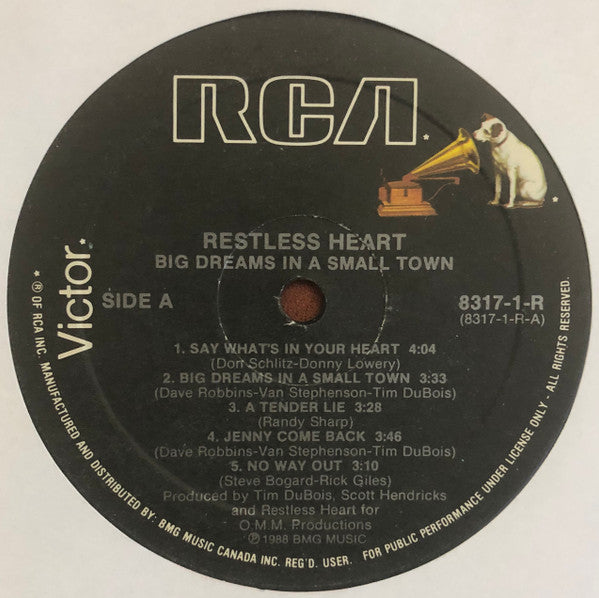 RCA
Victor.
RESTLESS HEART
BIG DREAMS IN A SMALL TOWN
SIDE A
8317-1-R
(8317-1-R-A)
1. SAY WHAT'S IN YOUR HEART 4:04
(Don Schlitz-Donny Lowery)
2. BIG DREAMS IN A SMALL TOWN 3:33
(Dave Robbins-Van Stephenson-Tim DuBois)
3. A TENDER LIE 3:28
(Randy Sharp)
4. JENNY COME BACK 3:46
(Dave Robbins-Van Stephenson-Tim DuBois)
5. NO WAY OUT 3:10
(Steve Bogard-Rick Giles)
Produced by Tim DuBois, Scott Hendricks
and Restless Heart for
O.M.M. Productions
℗1988 BMG MUSIC
* ® OF RCA INC. MANUFACTURED AND DISTRIBUTED BY: BMG MUSIC CANADA INC. REG'D. USER. FOR PUBLIC PERFORMANCE UNDER LICENSE ONLY - ALL RIGHTS RESERVED.